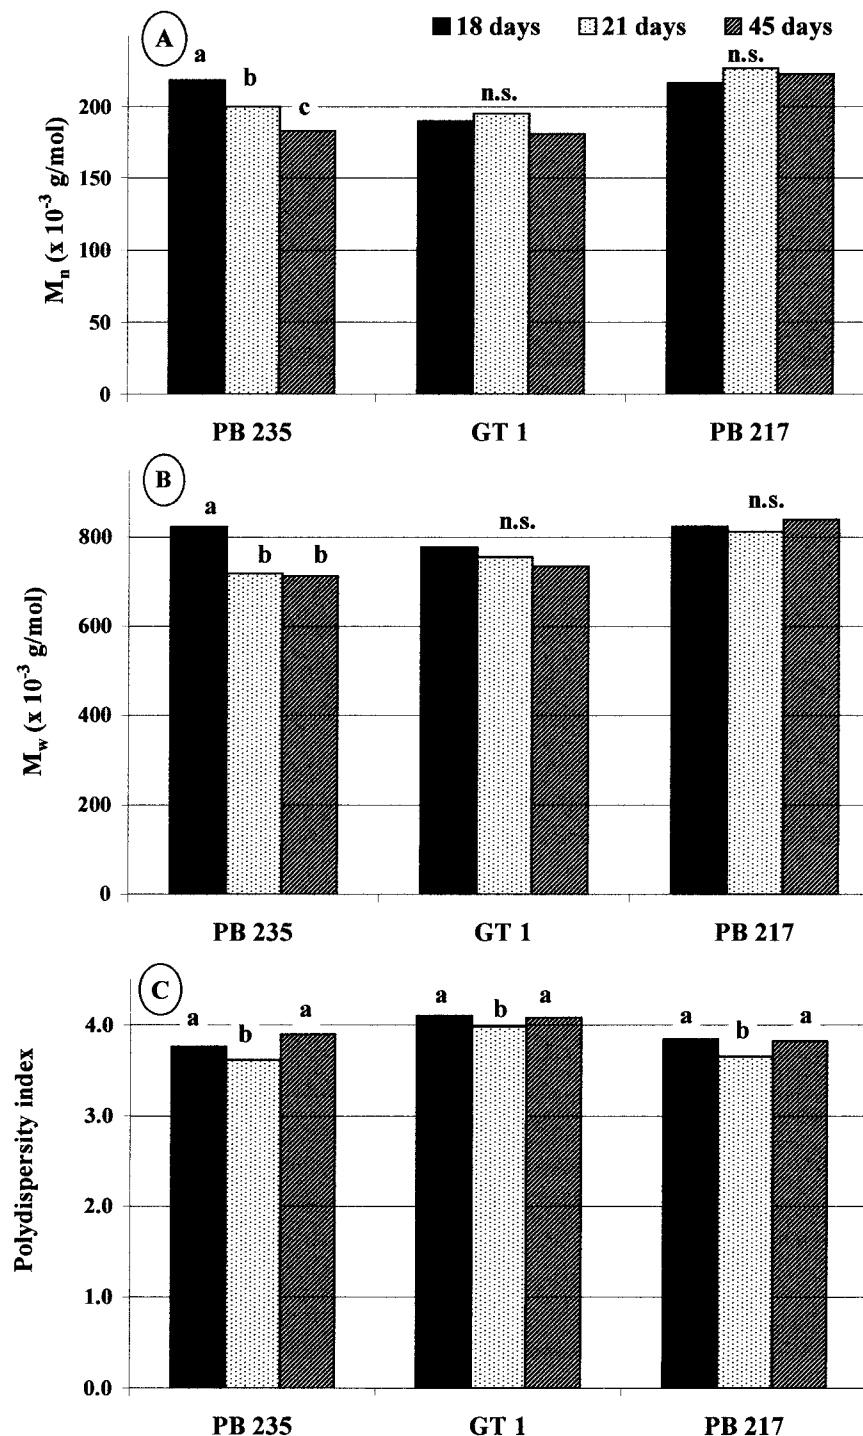 A
18 days 21 days 45 days
a b c n.s. n.s.
200
150
100
50
0
Mn (x 10-3 g/mol)
PB 235 GT 1 PB 217
B
a b b n.s. n.s.
800
600
400
200
0
Mw (x 10-3 g/mol)
PB 235 GT 1 PB 217
C
a b a a b a a b a
4.0
3.0
2.0
1.0
0.0
Polydispersity index
PB 235 GT 1 PB 217